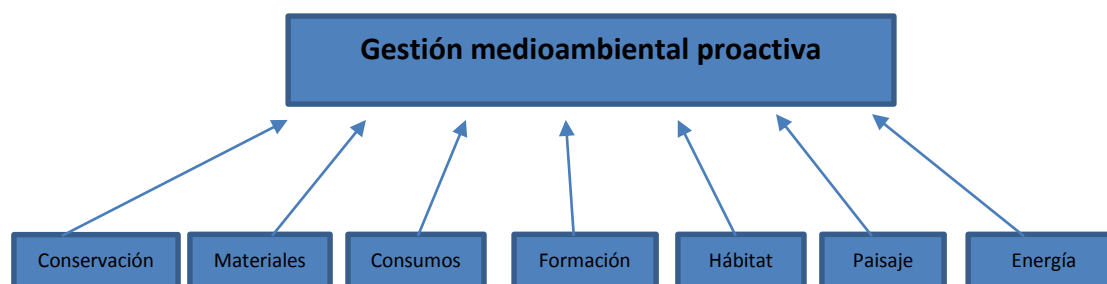 Gestión medioambiental proactiva
Conservación
Materiales
Consumos
Formación
Hábitat
Paisaje
Energía